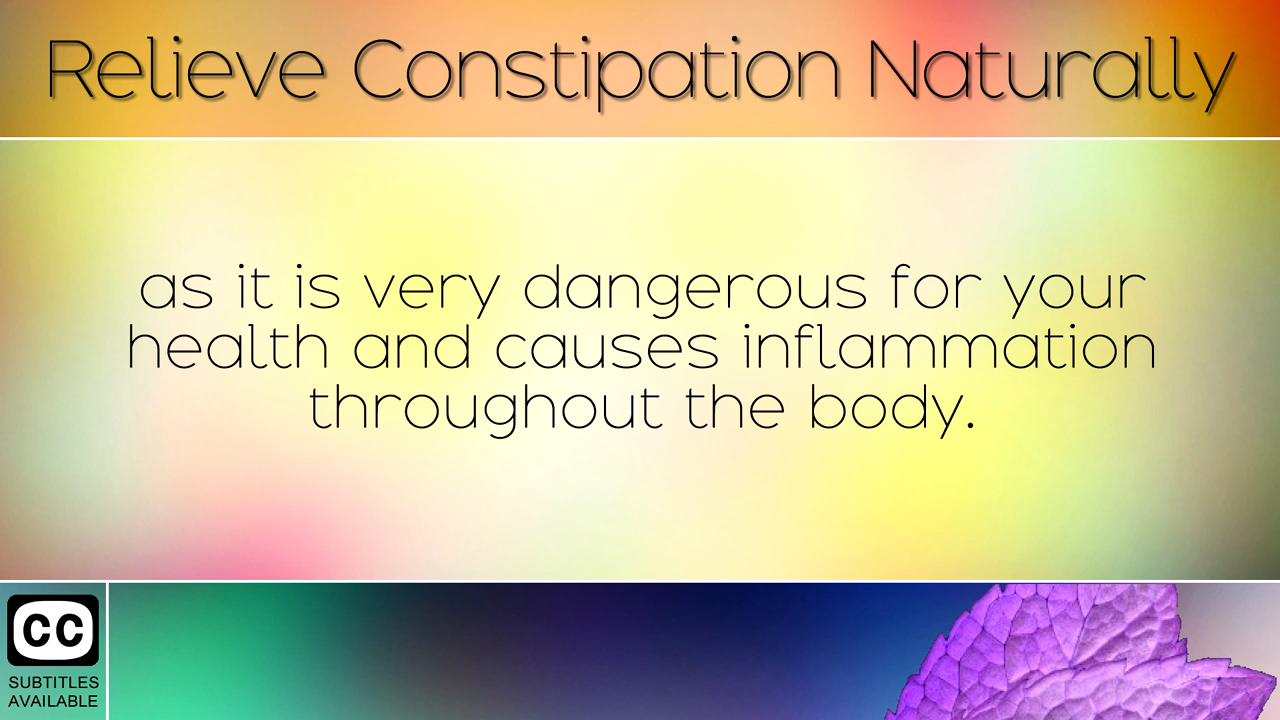 Relieve Constipation Naturally
as it is very dangerous for your
health and causes inflammation
throughout the body.
CC
SUBTITLES
AVAILABLE